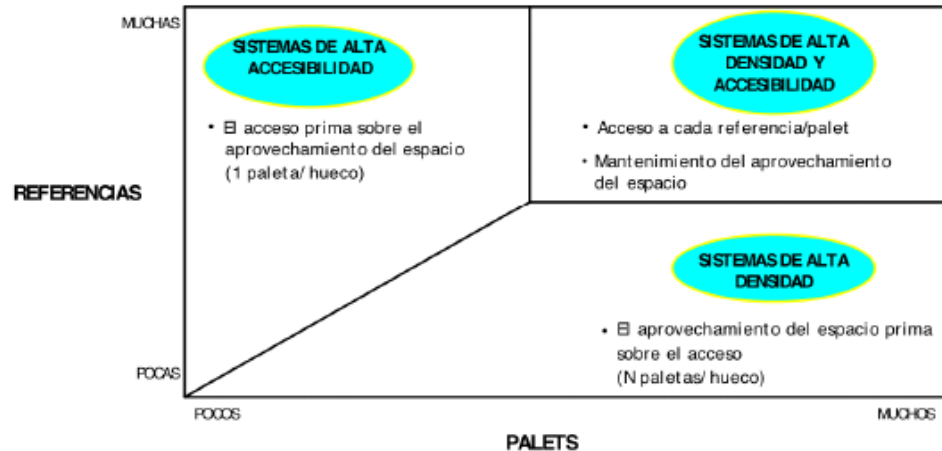 MUCHAS
SISTEMAS DE ALTA
ACCESIBILIDAD
• El acceso prima sobre el
aprovechamiento del espacio
(1 paleta/ hueco)
SISTEMAS DE ALTA
DENSIDAD Y
ACCESIBILIDAD
• Acceso a cada referencia/palet
• Mantenimiento del aprovechamiento
del espacio
REFERENCIAS
SISTEMAS DE ALTA
DENSIDAD
• El aprovechamiento del espacio prima
sobre el acceso
(N paletas/ hueco)
POCAS
POCOS
MUCHOS
PALETS